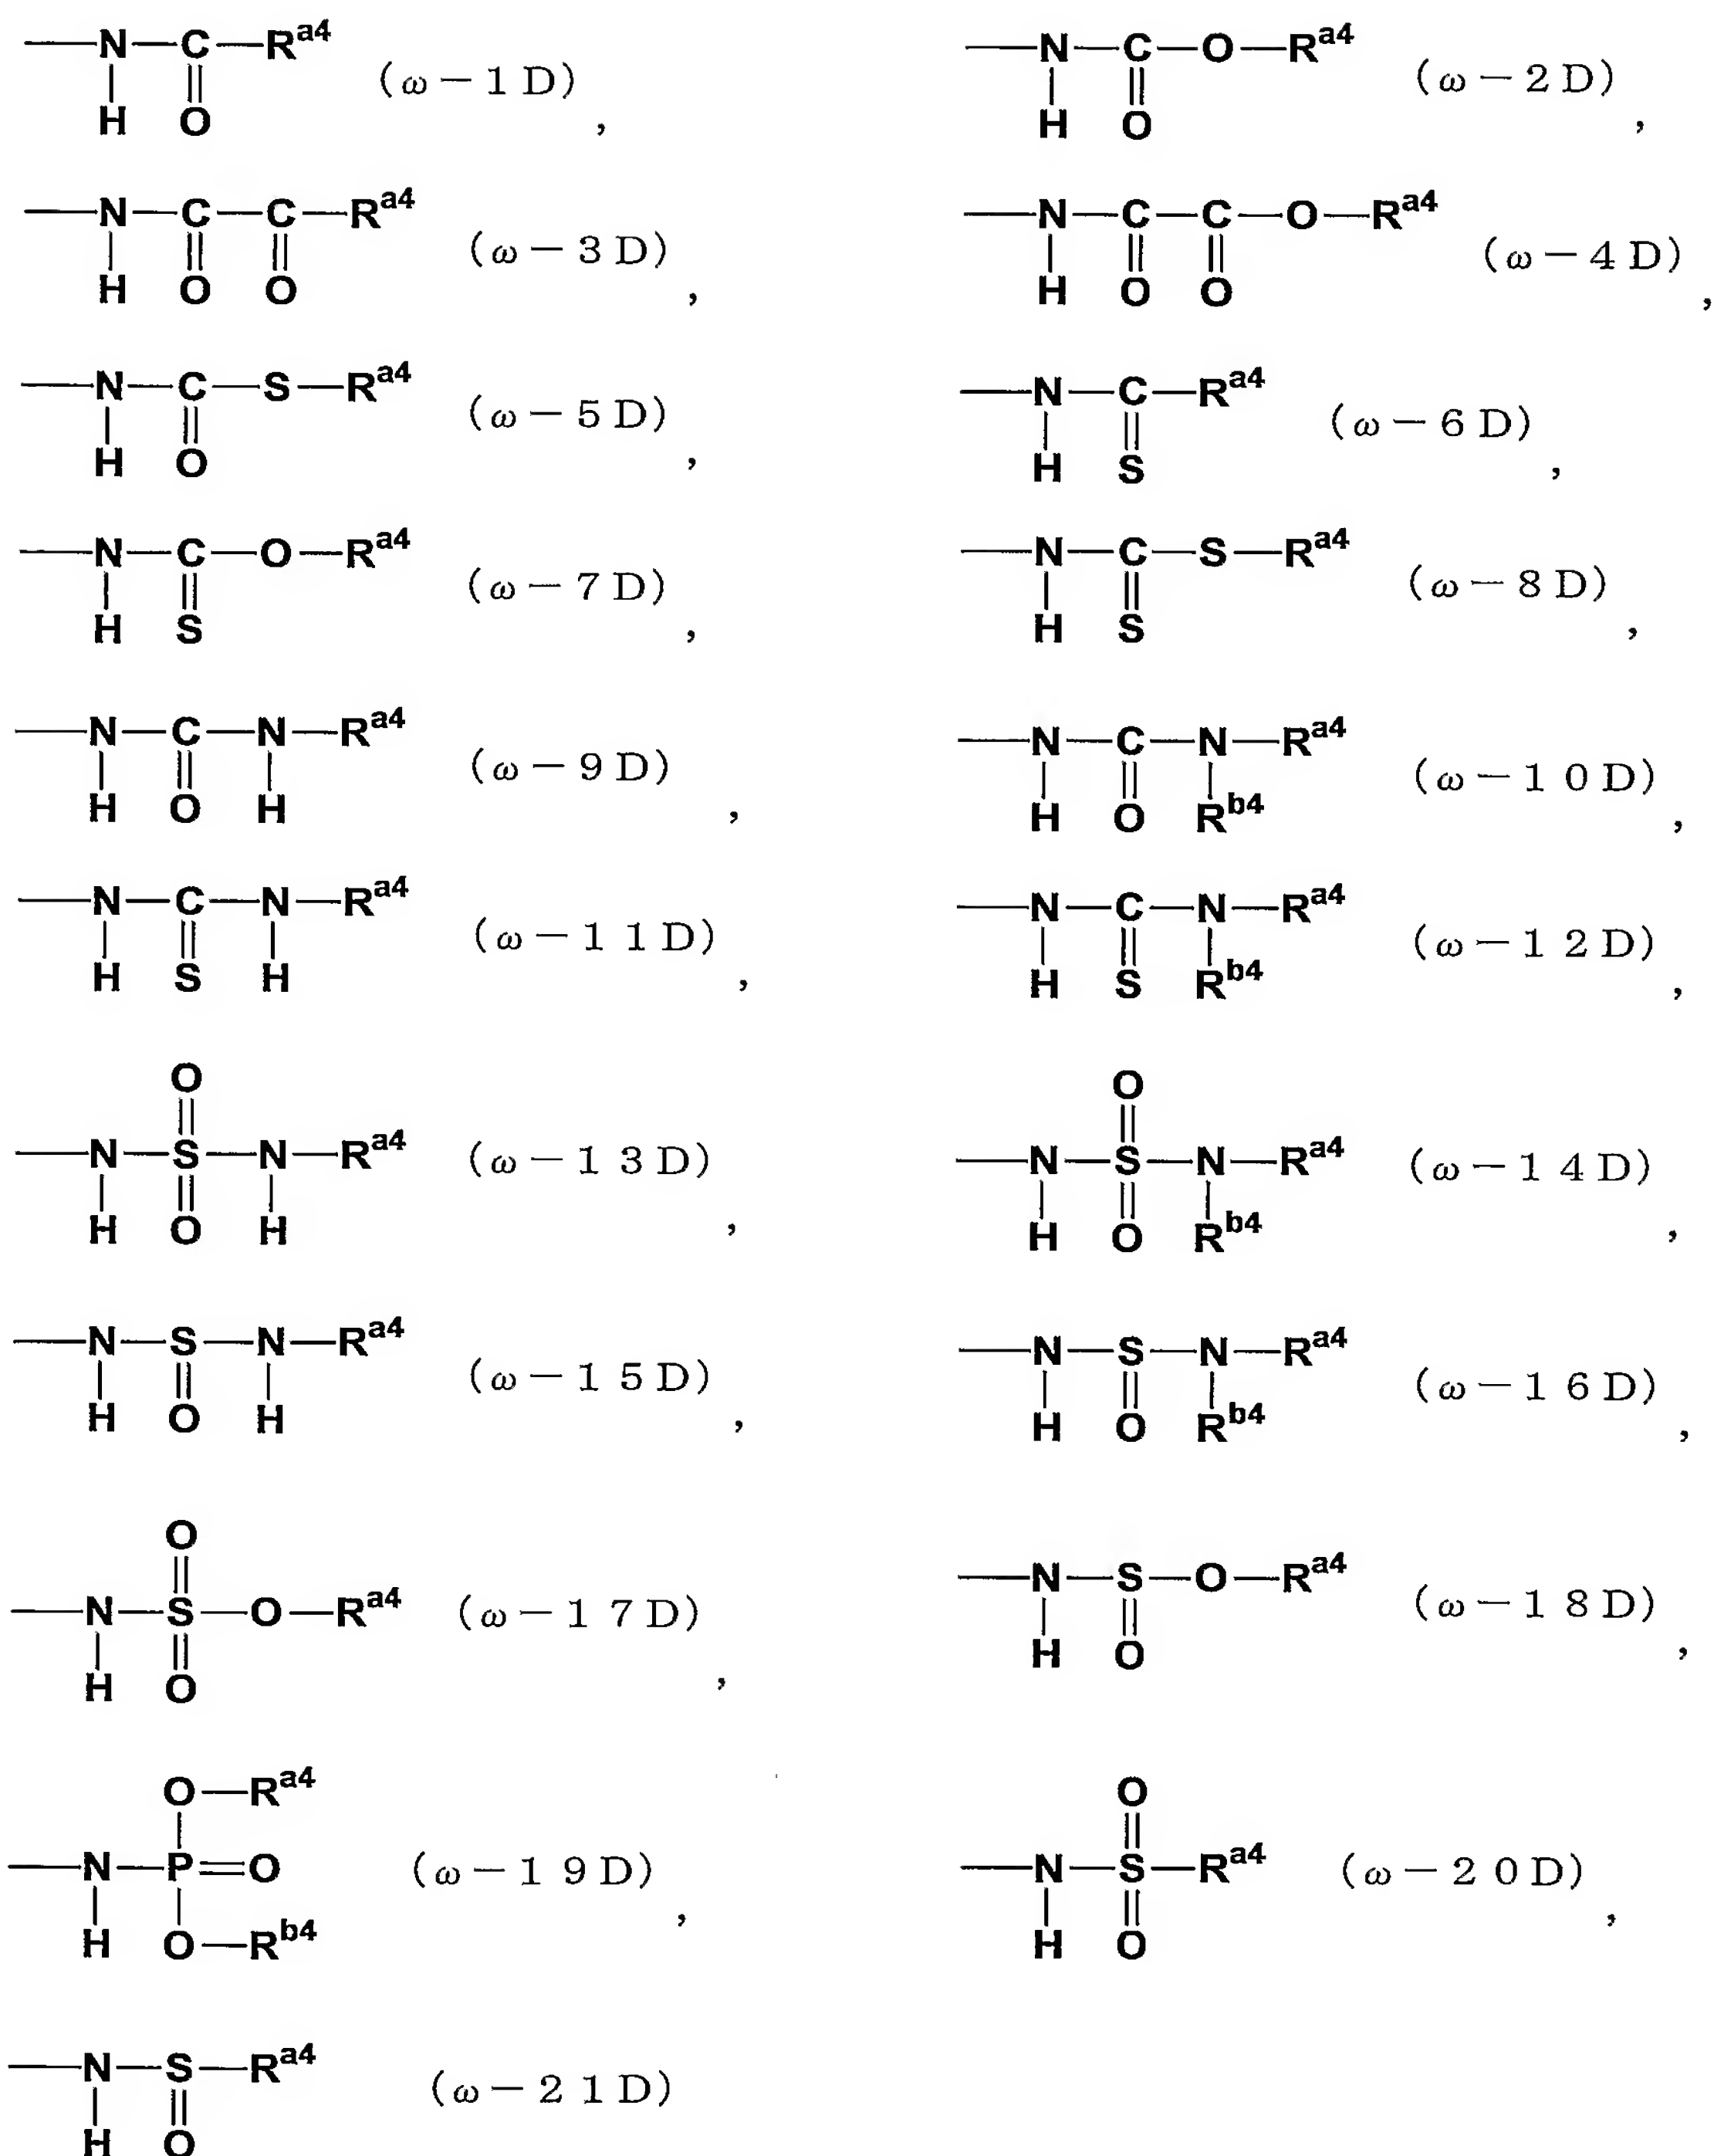 N C R^a4 (ω－1D),
H O
N C O R^a4 (ω－2D),
H O
N C C R^a4 (ω－3D),
H O O
N C C O R^a4 (ω－4D),
H O O
N C S R^a4 (ω－5D),
H O
N C R^a4 (ω－6D),
H S
N C O R^a4 (ω－7D),
H S
N C S R^a4 (ω－8D),
H S
N C N R^a4 (ω－9D),
H O H
N C N R^a4 (ω－10D),
H O R^b4
N C N R^a4 (ω－11D),
H S H
N C N R^a4 (ω－12D),
H S R^b4
O
N S N R^a4 (ω－13D),
H O H
O
N S N R^a4 (ω－14D),
H O R^b4
N S N R^a4 (ω－15D),
H O H
N S N R^a4 (ω－16D),
H O R^b4
O
N S O R^a4 (ω－17D),
H O
N S O R^a4 (ω－18D),
H O
O R^a4
N P O (ω－19D),
H O R^b4
O
N S R^a4 (ω－20D),
H O
N S R^a4 (ω－21D)
H O